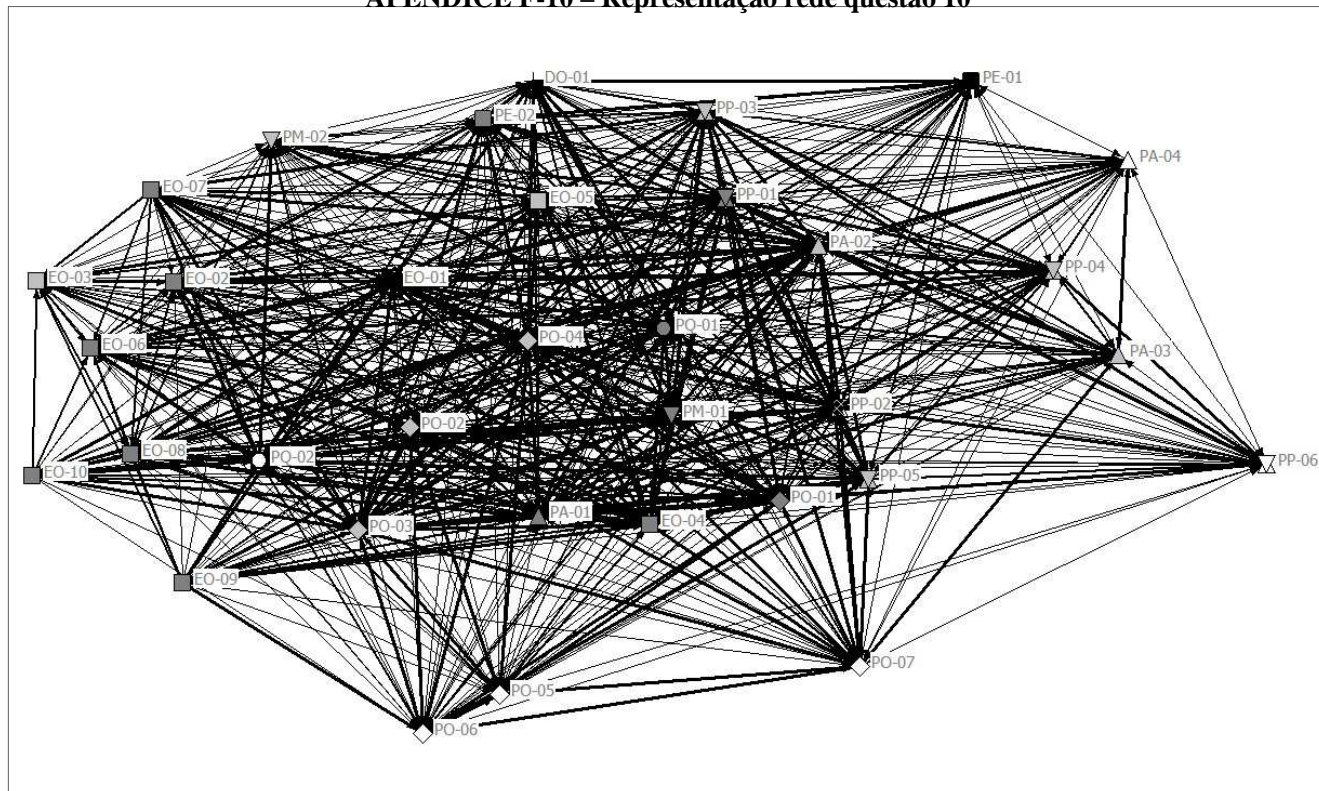 APÊNDICE F-10 – Representação rede questão 10
DO-01
PE-01
PP-03
PE-02
PM-02
PA-04
EO-07
PP-01
EO-05
PA-02
PP-04
EO-03
EO-02
EO-01
PQ-01
PO-04
EO-06
PA-03
PP-02
PM-01
PO-02
EO-08
PQ-02
PP-06
EO-10
PP-05
PO-01
PA-01
EO-04
PO-03
EO-09
PO-07
PO-05
PO-06